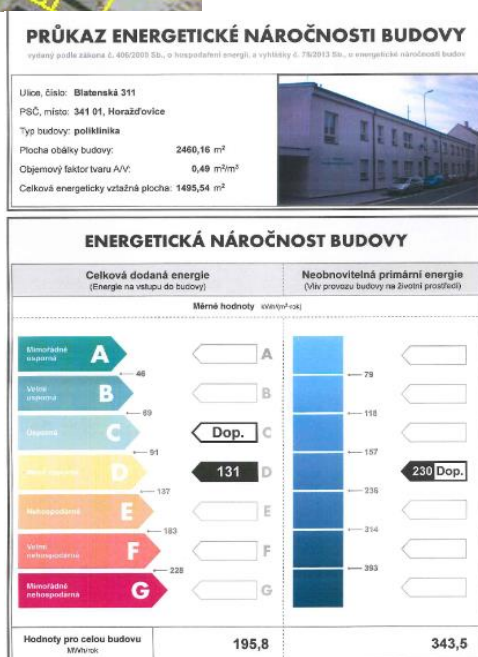 PRŮKAZ ENERGETICKÉ NÁROČNOSTI BUDOVY
vydaný podle zákona č. 406/2000 Sb., o hospodaření energií, a vyhlášky č. 78/2013 Sb., o energetické náročnosti budov
Ulice, číslo: Blatenská 311
PSČ, místo: 341 01, Horažďovice
Typ budovy: poliklinika
Plocha obálky budovy: 2460,16 m²
Objemový faktor tvaru A/V: 0,49 m²/m³
Celková energeticky vztažná plocha: 1495,54 m²
ENERGETICKÁ NÁROČNOST BUDOVY
Celková dodaná energie
(Energie na vstupu do budovy)
Neobnovitelná primární energie
(Vliv provozu budovy na životní prostředí)
Měrné hodnoty kWh/(m²·rok)
Mimořádně úsporná A A
46 79
Velmi úsporná B B
69 118
Úsporná C Dop. C
91 157
D 131 D 230 Dop.
137 236
Nehospodárná E E
183 314
Velmi nehospodárná F F
228 393
Mimořádně nehospodárná G G
Hodnoty pro celou budovu
MWh/rok
195,8 343,5